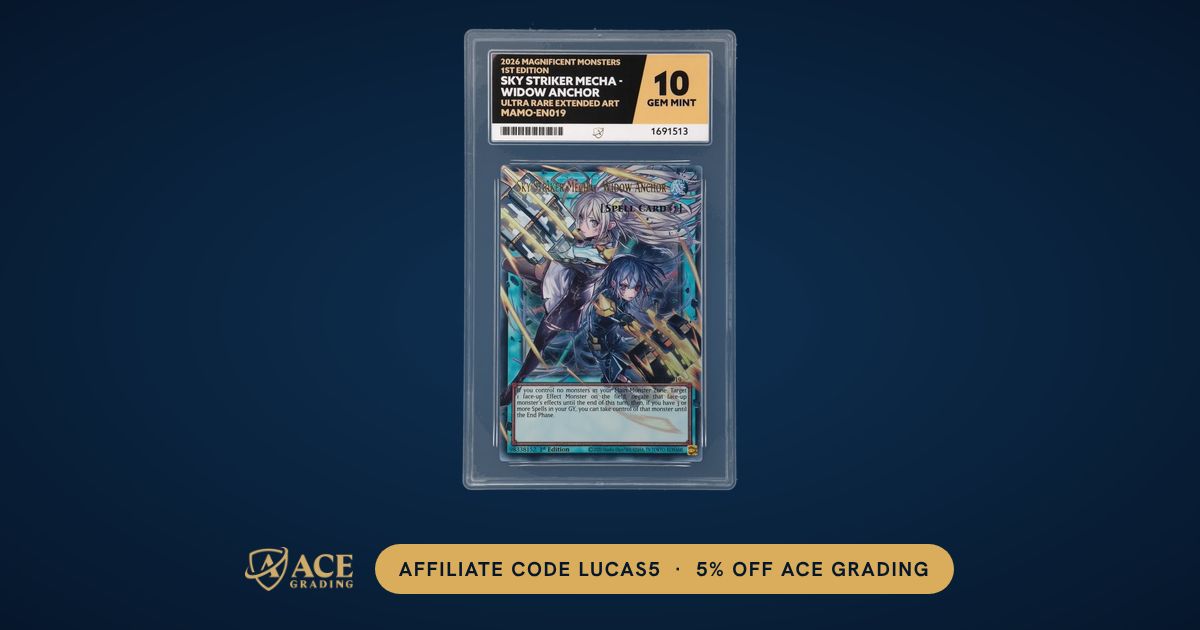 2026 MAGNIFICENT MONSTERS
1ST EDITION
SKY STRIKER MECHA -
WIDOW ANCHOR
ULTRA RARE EXTENDED ART
MAMO-EN019
10
GEM MINT
1691513
SKY STRIKER MECHA - WIDOW ANCHOR
[SPELL CARD]
If you control no monsters in your Main Monster Zone: Target
1 face-up Effect Monster on the field; negate that face-up
monster's effects until the end of this turn, then, if you have 3 or
more Spells in your GY, you can take control of that monster until
the End Phase.
98338152 1st Edition
ACE
GRADING
AFFILIATE CODE LUCAS5 · 5% OFF ACE GRADING